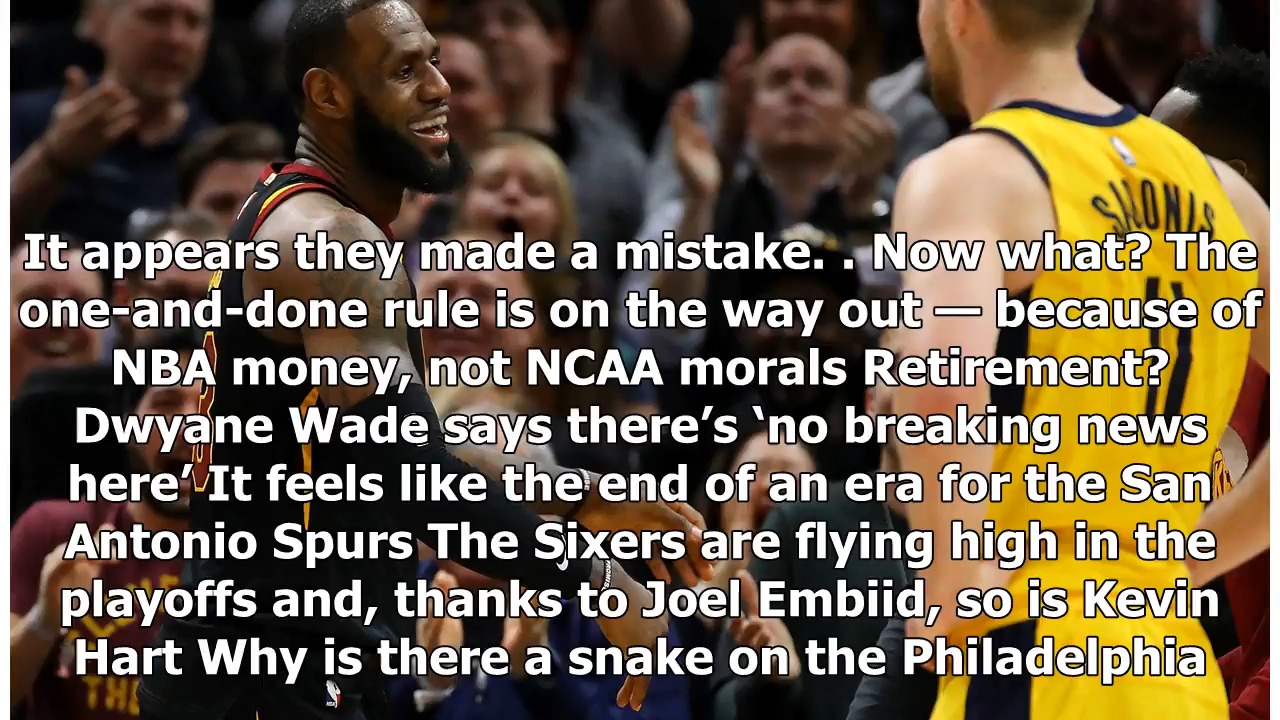 It appears they made a mistake. . Now what? The
one-and-done rule is on the way out — because of
NBA money, not NCAA morals Retirement?
Dwyane Wade says there’s ‘no breaking news
here’ It feels like the end of an era for the San
Antonio Spurs The Sixers are flying high in the
playoffs and, thanks to Joel Embiid, so is Kevin
Hart Why is there a snake on the Philadelphia
SABONIS
11